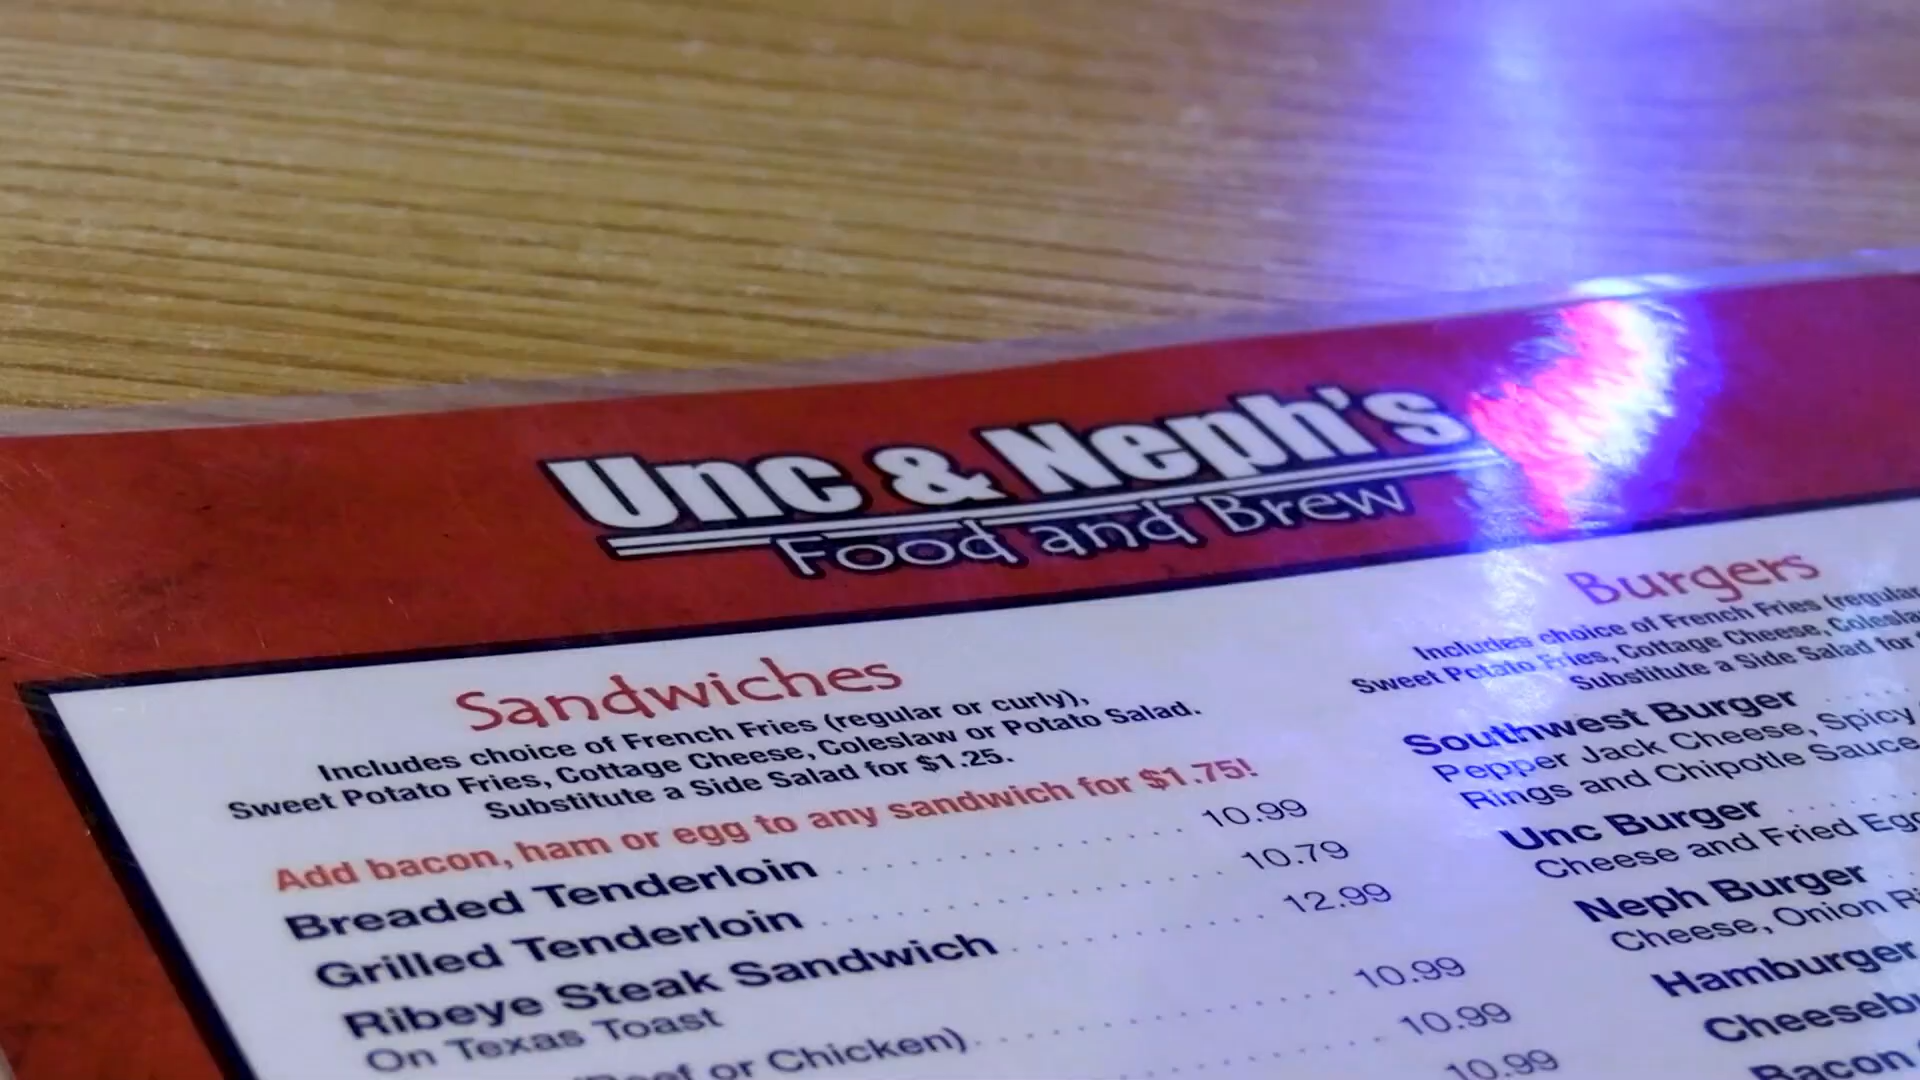 Unc & Neph's
Food and Brew
Sandwiches
Includes choice of French Fries (regular or curly),
Sweet Potato Fries, Cottage Cheese, Coleslaw or Potato Salad.
Substitute a Side Salad for $1.25.
Add bacon, ham or egg to any sandwich for $1.75!
Breaded Tenderloin 10.99
Grilled Tenderloin 10.79
Ribeye Steak Sandwich 12.99
On Texas Toast
or Chicken) 10.99
10.99
10.99
Burgers
Includes choice of French Fries (regular
Sweet Potato Fries, Cottage Cheese,
Substitute a Side Salad for
Southwest Burger
Pepper Jack Cheese, Spicy
Rings and Chipotle Sauce
Unc Burger
Cheese and Fried
Neph Burger
Cheese, Onion
Hamburger
Bacon